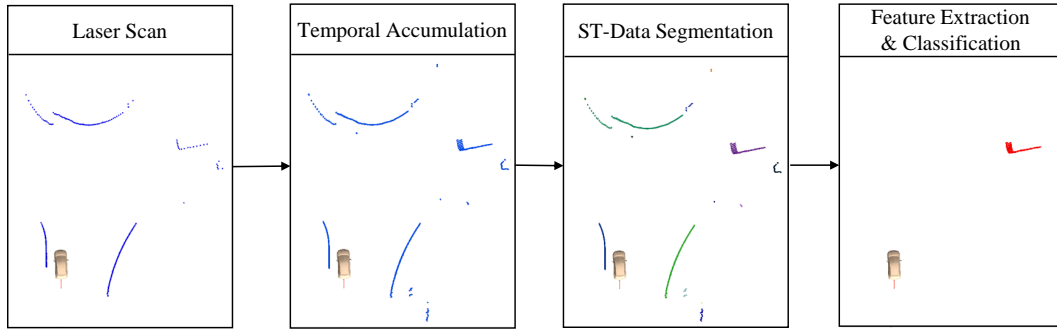 Laser Scan
Temporal Accumulation
ST-Data Segmentation
Feature Extraction
& Classification